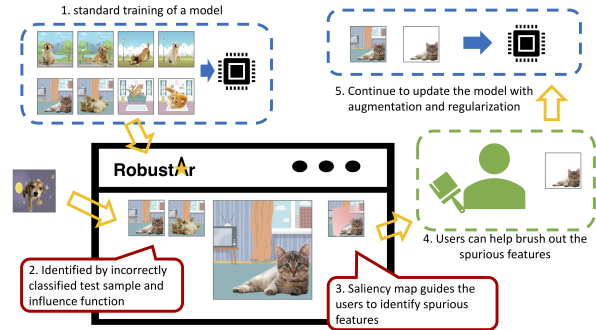 1. standard training of a model
5. Continue to update the model with
augmentation and regularization
RobustAr
2. Identified by incorrectly
classified test sample and
influence function
3. Saliency map guides the
users to identify spurious
features
4. Users can help brush out the
spurious features